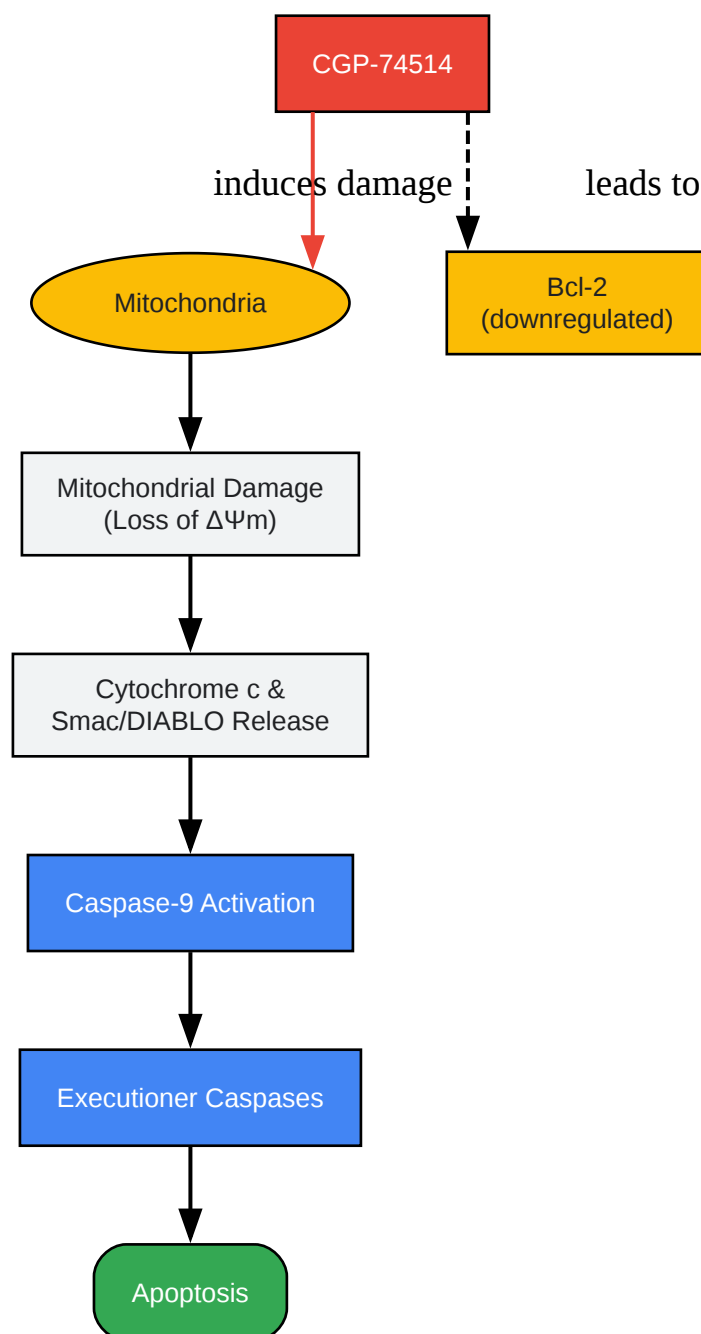 CGP-74514
induces damage
leads to
Mitochondria
Bcl-2
(downregulated)
Mitochondrial Damage
(Loss of ΔΨm)
Cytochrome c &
Smac/DIABLO Release
Caspase-9 Activation
Executioner Caspases
Apoptosis